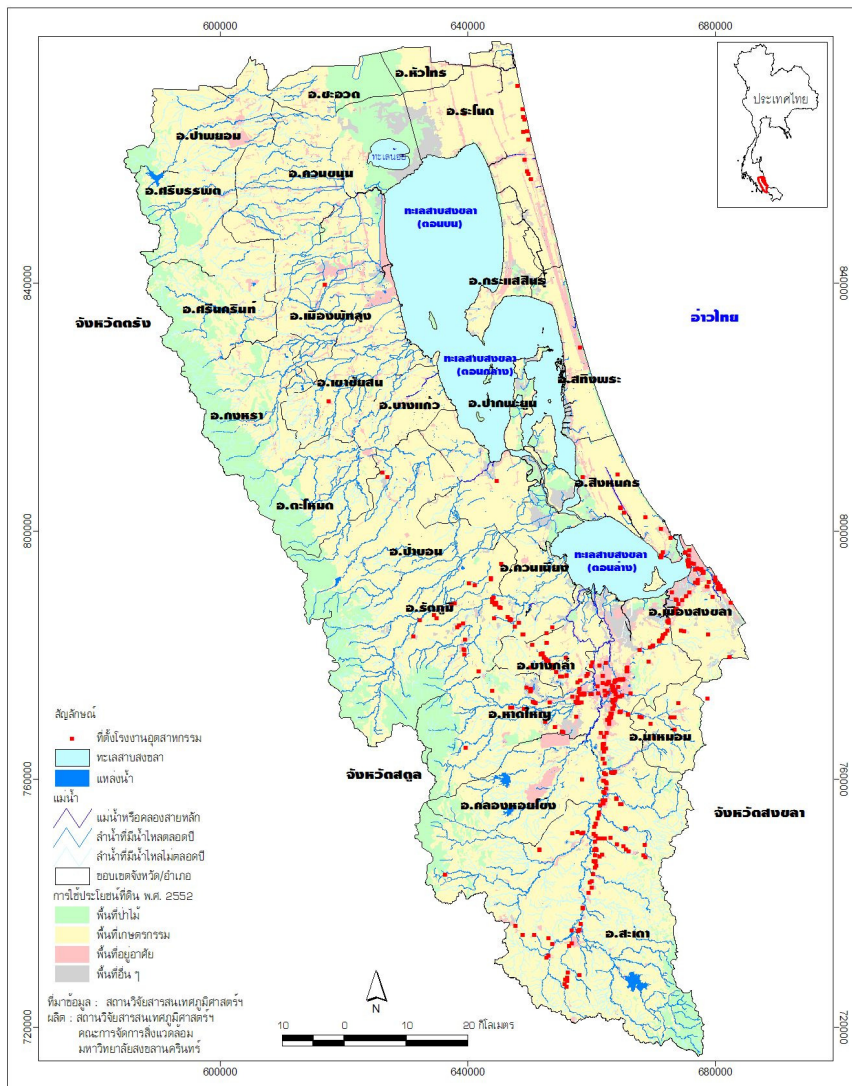 600000
640000
680000
ประเทศไทย
อ.หัวไทร
อ.ชะอวด
อ.ระโนด
อ.ป่าพยอม
ทะเลน้อย
อ.ควนขนุน
อ.ศรีบรรพต
ทะเลสาบสงขลา
(ตอนบน)
840000
840000
อ.กระแสสินธุ์
จังหวัดตรัง
อ.ศรีนครินทร์
อ.เมืองพัทลุง
อ่าวไทย
ทะเลสาบสงขลา
(ตอนกลาง)
อ.สทิงพระ
อ.เขาชัยสน
อ.บางแก้ว
อ.ปากพะยูน
อ.กงหรา
อ.สิงหนคร
อ.ตะโหมด
800000
800000
อ.ป่าบอน
ทะเลสาบสงขลา
(ตอนล่าง)
อ.ควนเนียง
อ.รัตภูมิ
อ.เมืองสงขลา
อ.บางกล่ำ
อ.หาดใหญ่
อ.นาหม่อม
760000
760000
จังหวัดสตูล
อ.คลองหอยโข่ง
จังหวัดสงขลา
อ.สะเดา
สัญลักษณ์
ที่ตั้งโรงงานอุตสาหกรรม
ทะเลสาบสงขลา
แหล่งน้ำ
แม่น้ำ
แม่น้ำหรือคลองสายหลัก
ลำน้ำที่มีน้ำไหลตลอดปี
ลำน้ำที่มีน้ำไหลไม่ตลอดปี
ขอบเขตจังหวัด/อำเภอ
การใช้ประโยชน์ที่ดิน พ.ศ. 2552
พื้นที่ป่าไม้
พื้นที่เกษตรกรรม
พื้นที่อยู่อาศัย
พื้นที่อื่น ๆ
ที่มาข้อมูล : สถานวิจัยสารสนเทศภูมิศาสตร์ฯ
ผลิต : สถานวิจัยสารสนเทศภูมิศาสตร์ฯ
คณะการจัดการสิ่งแวดล้อม
มหาวิทยาลัยสงขลานครินทร์
N
10 0 10 20 กิโลเมตร
720000
720000
600000
640000
680000